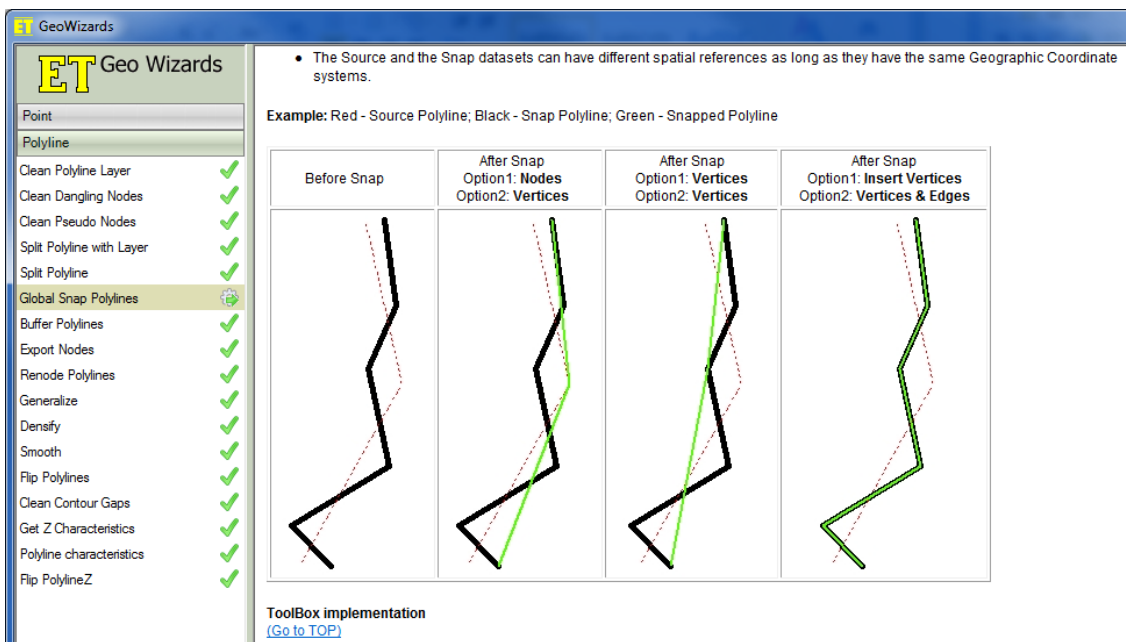 ET GeoWizards
ET Geo Wizards
Point
Polyline
Clean Polyline Layer
Clean Dangling Nodes
Clean Pseudo Nodes
Split Polyline with Layer
Split Polyline
Global Snap Polylines
Buffer Polylines
Export Nodes
Renode Polylines
Generalize
Densify
Smooth
Flip Polylines
Clean Contour Gaps
Get Z Characteristics
Polyline characteristics
Flip PolylineZ
• The Source and the Snap datasets can have different spatial references as long as they have the same Geographic Coordinate
systems.
Example: Red - Source Polyline; Black - Snap Polyline; Green - Snapped Polyline
Before Snap
After Snap
Option1: Nodes
Option2: Vertices
After Snap
Option1: Vertices
Option2: Vertices
After Snap
Option1: Insert Vertices
Option2: Vertices & Edges
ToolBox implementation
(Go to TOP)